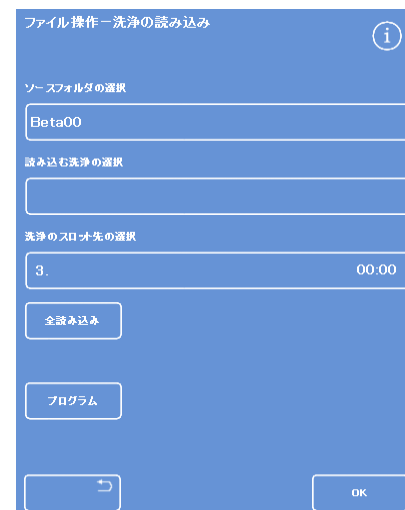 ファイル操作－洗浄の読み込み
i
ソースフォルダの選択
Beta00
読み込む洗浄の選択
洗浄のスロット先の選択
3. 00:00
全読み込み
プログラム
OK